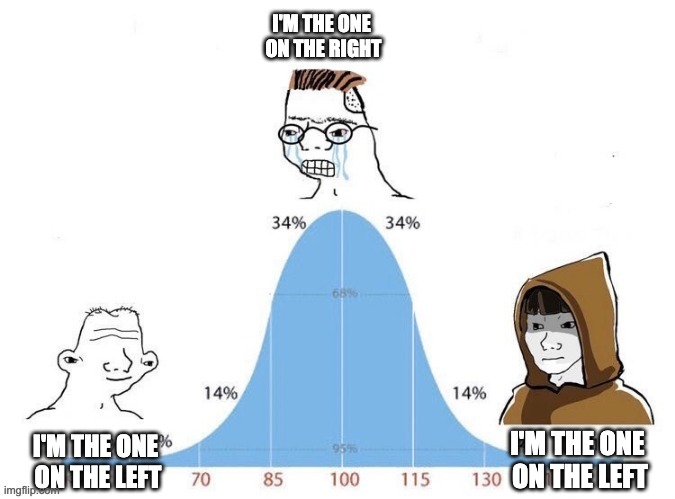 I'M THE ONE
ON THE RIGHT
34%
34%
68%
14%
14%
%
95%
I'M THE ONE
ON THE LEFT
I'M THE ONE
ON THE LEFT
70
85
100
115
130
imgflip.com